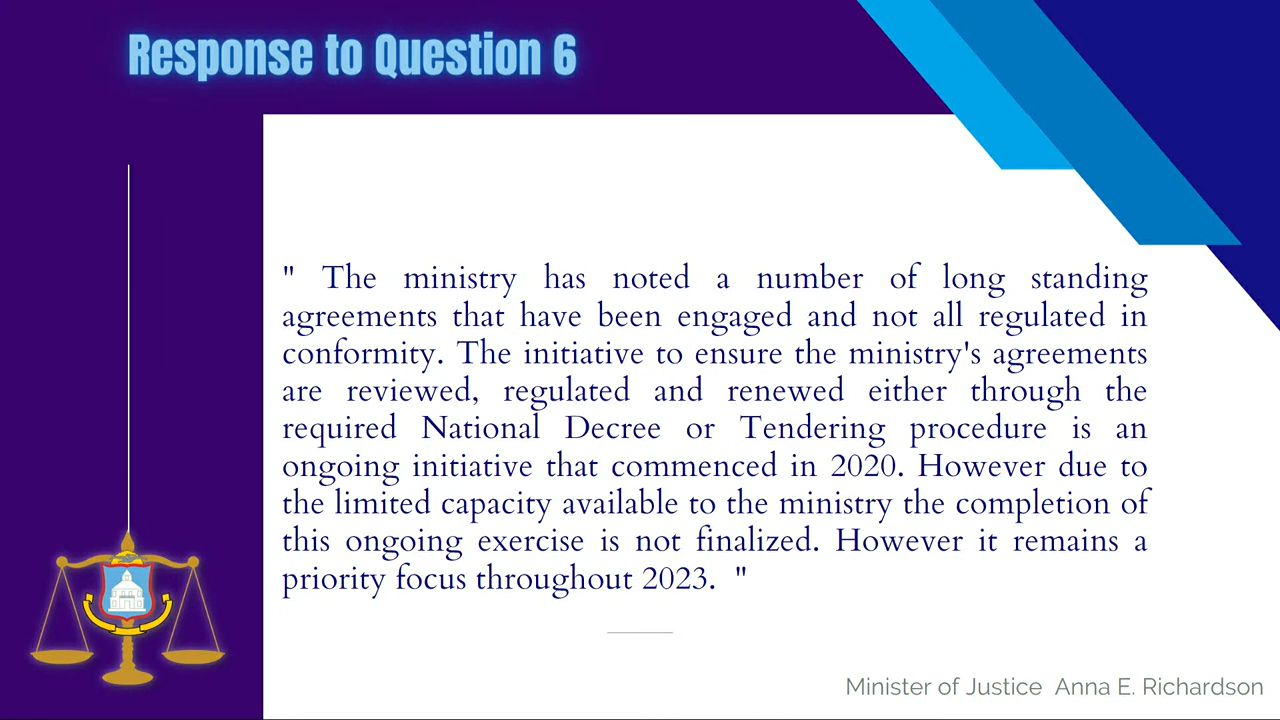 Response to Question 6
" The ministry has noted a number of long standing
agreements that have been engaged and not all regulated in
conformity. The initiative to ensure the ministry's agreements
are reviewed, regulated and renewed either through the
required National Decree or Tendering procedure is an
ongoing initiative that commenced in 2020. However due to
the limited capacity available to the ministry the completion of
this ongoing exercise is not finalized. However it remains a
priority focus throughout 2023. "
Minister of Justice Anna E. Richardson